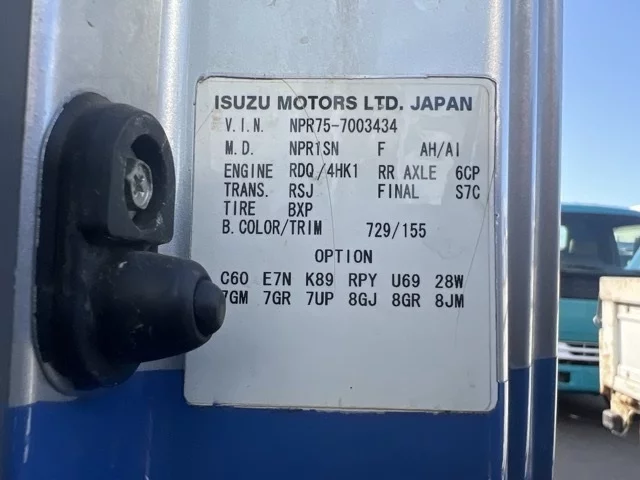 ISUZU MOTORS LTD. JAPAN
V.I.N. NPR75-7003434
M.D. NPR1SN F AH/AI
ENGINE RDQ/4HK1 RR AXLE 6CP
TRANS. RSJ FINAL S7C
TIRE BXP
B.COLOR/TRIM 729/155
OPTION
C60 E7N K89 RPY U69 28W
7GM 7GR 7UP 8GJ 8GR 8JM